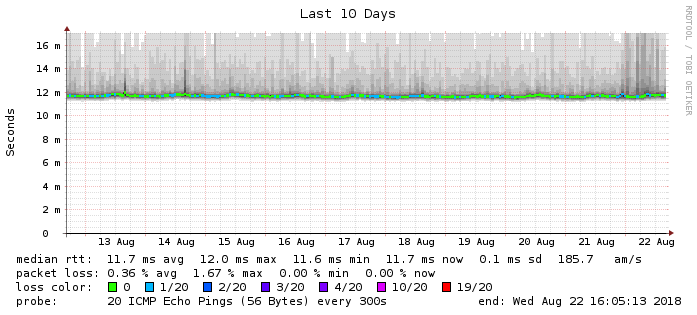 Last 10 Days
RRDTOOL / TOBI OETIKER
Seconds
16 m
14 m
12 m
10 m
8 m
6 m
4 m
2 m
0
13 Aug 14 Aug 15 Aug 16 Aug 17 Aug 18 Aug 19 Aug 20 Aug 21 Aug 22 Aug
median rtt: 11.7 ms avg 12.0 ms max 11.6 ms min 11.7 ms now 0.1 ms sd 185.7 am/s
packet loss: 0.36 % avg 1.67 % max 0.00 % min 0.00 % now
loss color: 0 1/20 2/20 3/20 4/20 10/20 19/20
probe: 20 ICMP Echo Pings (56 Bytes) every 300s end: Wed Aug 22 16:05:13 2018